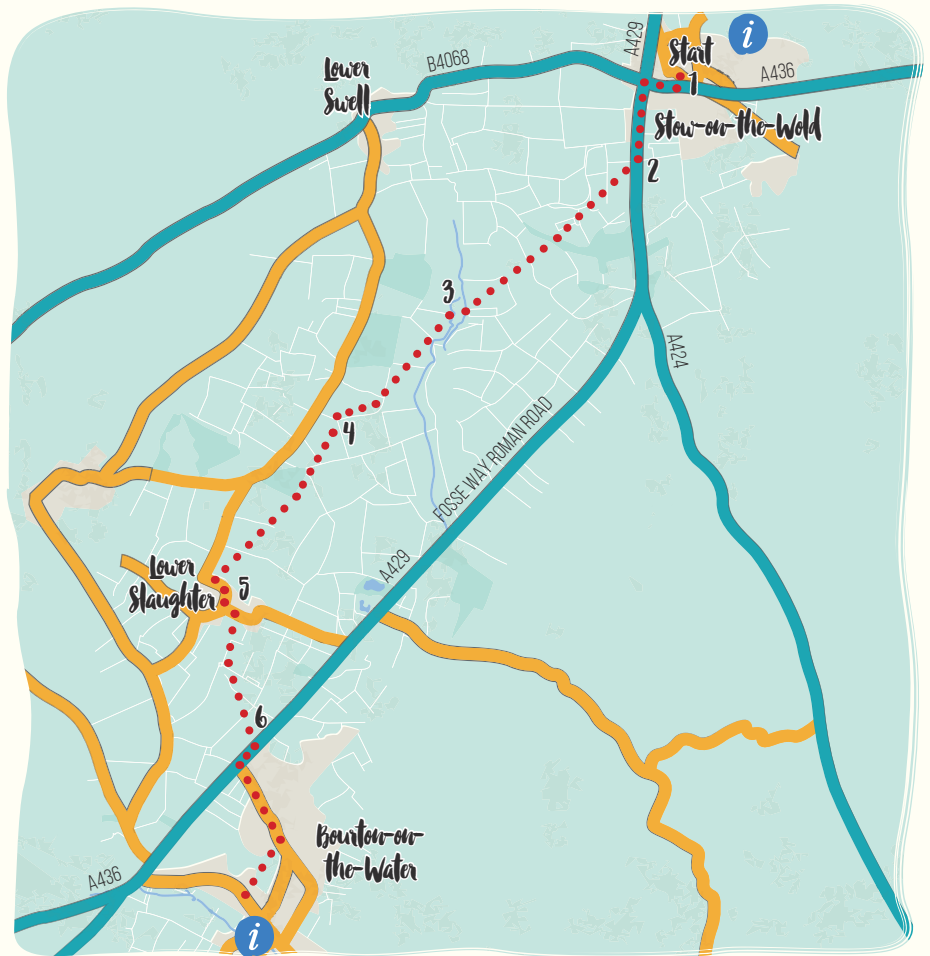 A429
Start
i
B4068
Lower
Swell
A436
1
Stow-on-the-Wold
2
3
A424
4
FOSSE WAY ROMAN ROAD
A429
Lower
Slaughter
5
6
Bourton-on-
the-Water
A436
i